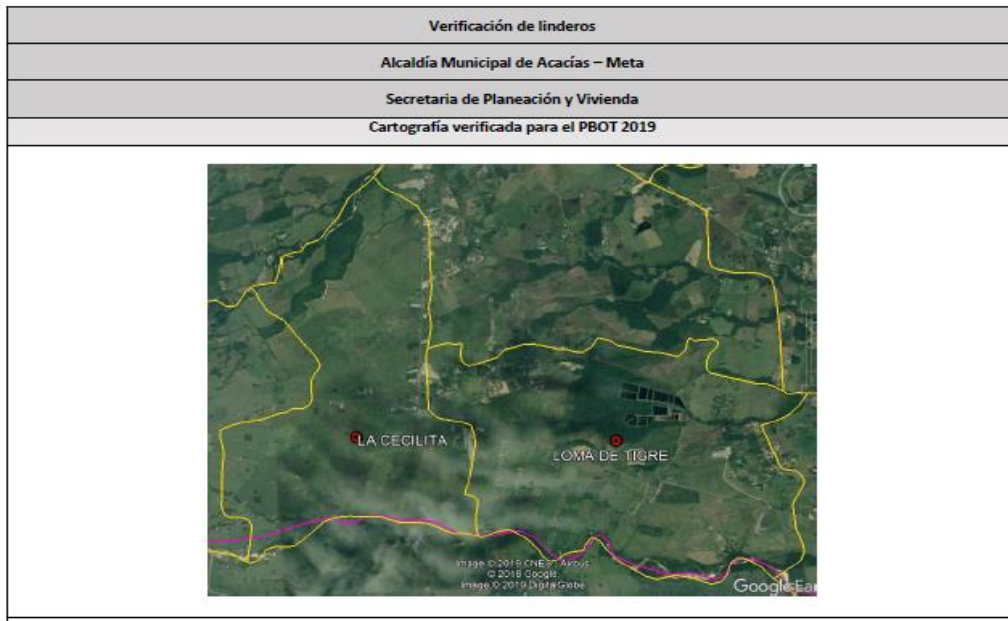 Verificación de linderos
Alcaldía Municipal de Acacías – Meta
Secretaria de Planeación y Vivienda
Cartografía verificada para el PBOT 2019
LA CECILITA
LOMA DE TIGRE
Image © 2019 CNES / Airbus
© 2018 Google
Image © 2019 DigitalGlobe
Google Ear